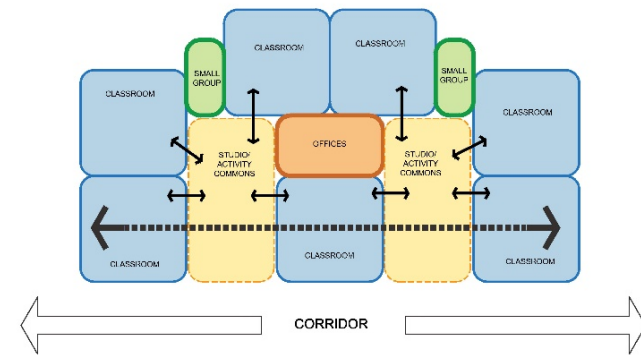 CLASSROOM
CLASSROOM
SMALL
GROUP
SMALL
GROUP
CLASSROOM
CLASSROOM
OFFICES
STUDIO/
ACTIVITY
COMMONS
STUDIO/
ACTIVITY
COMMONS
CLASSROOM
CLASSROOM
CLASSROOM
CORRIDOR